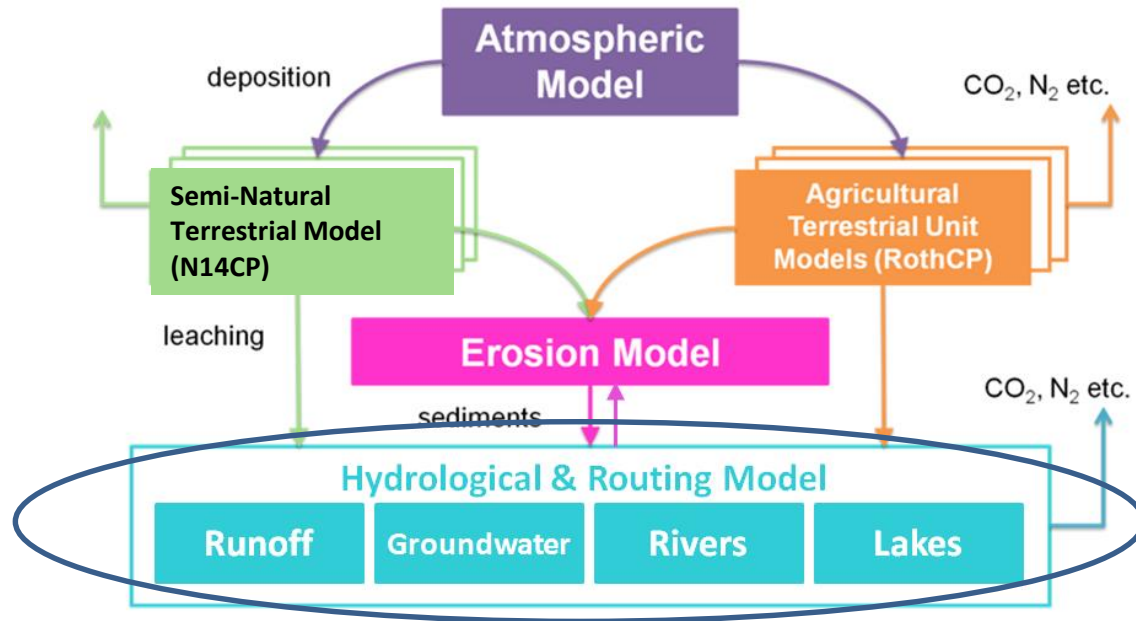 Atmospheric
Model
deposition
CO₂, N₂ etc.
Semi-Natural
Terrestrial Model
(N14CP)
Agricultural
Terrestrial Unit
Models (RothCP)
leaching
Erosion Model
CO₂, N₂ etc.
sediments
Hydrological & Routing Model
Runoff
Groundwater
Rivers
Lakes